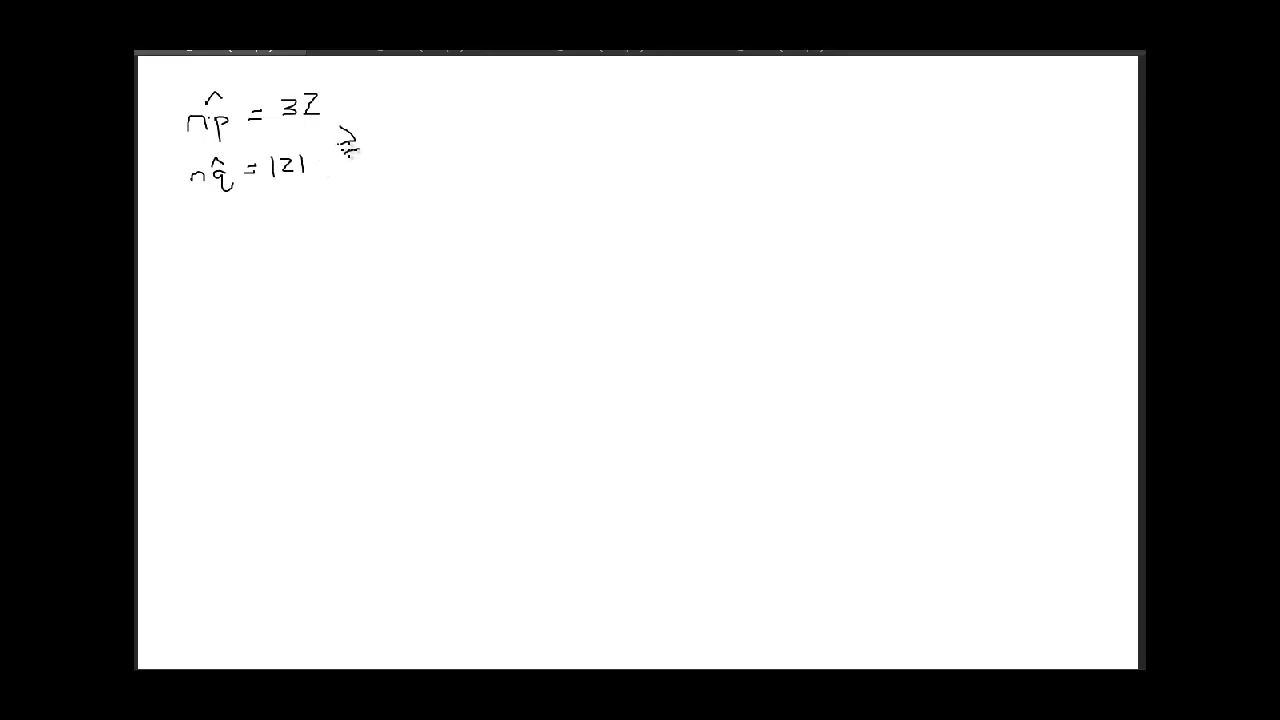 np̂ = 32
≥
nq̂ = 121